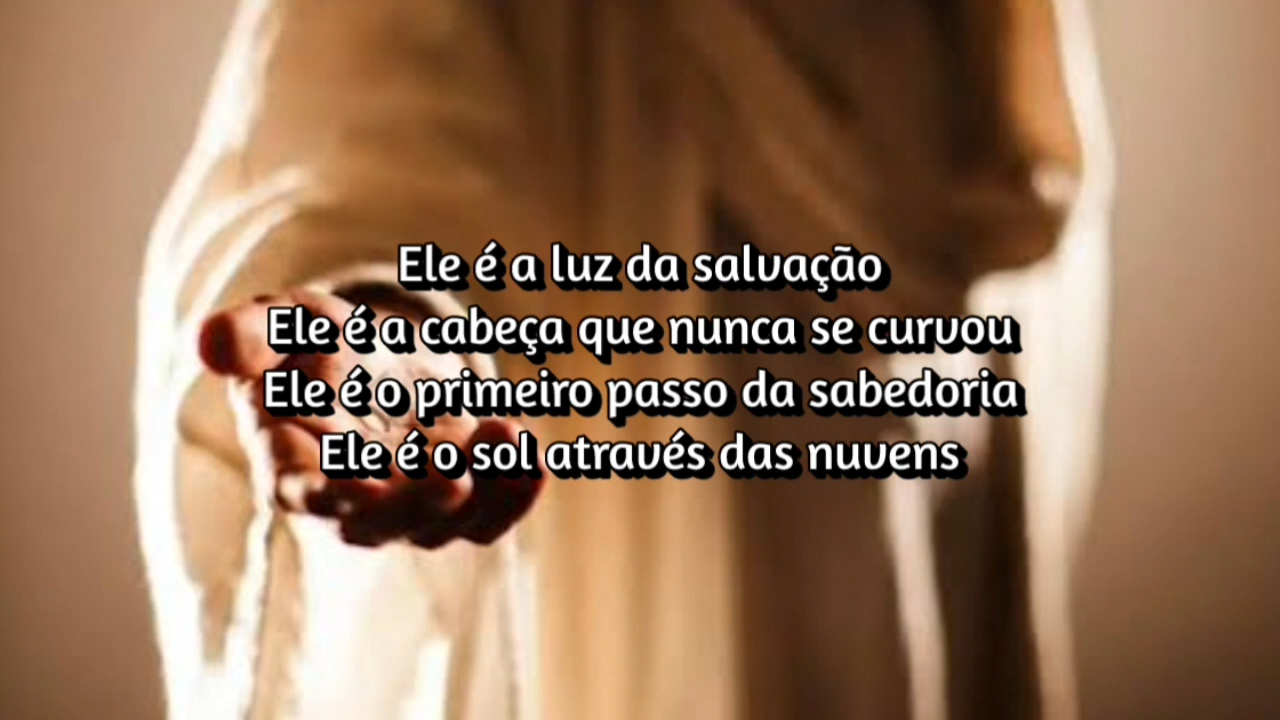 Ele é a luz da salvação
Ele é a cabeça que nunca se curvou
Ele é o primeiro passo da sabedoria
Ele é o sol através das nuvens